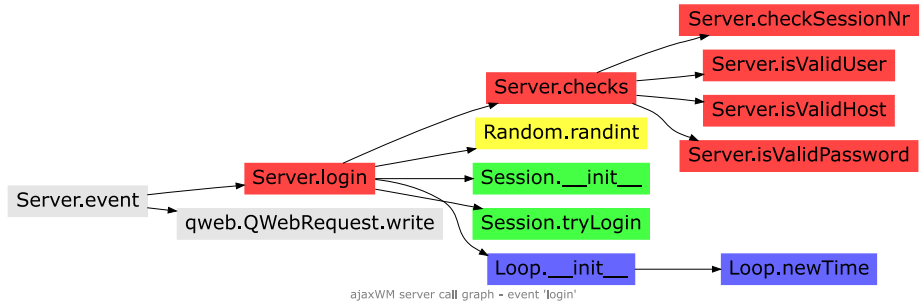 Server.checkSessionNr
Server.isValidUser
Server.checks
Server.isValidHost
Random.randint
Server.isValidPassword
Server.login
Session.__init__
Server.event
qweb.QWebRequest.write
Session.tryLogin
Loop.__init__
Loop.newTime
ajaxWM server call graph - event 'login'